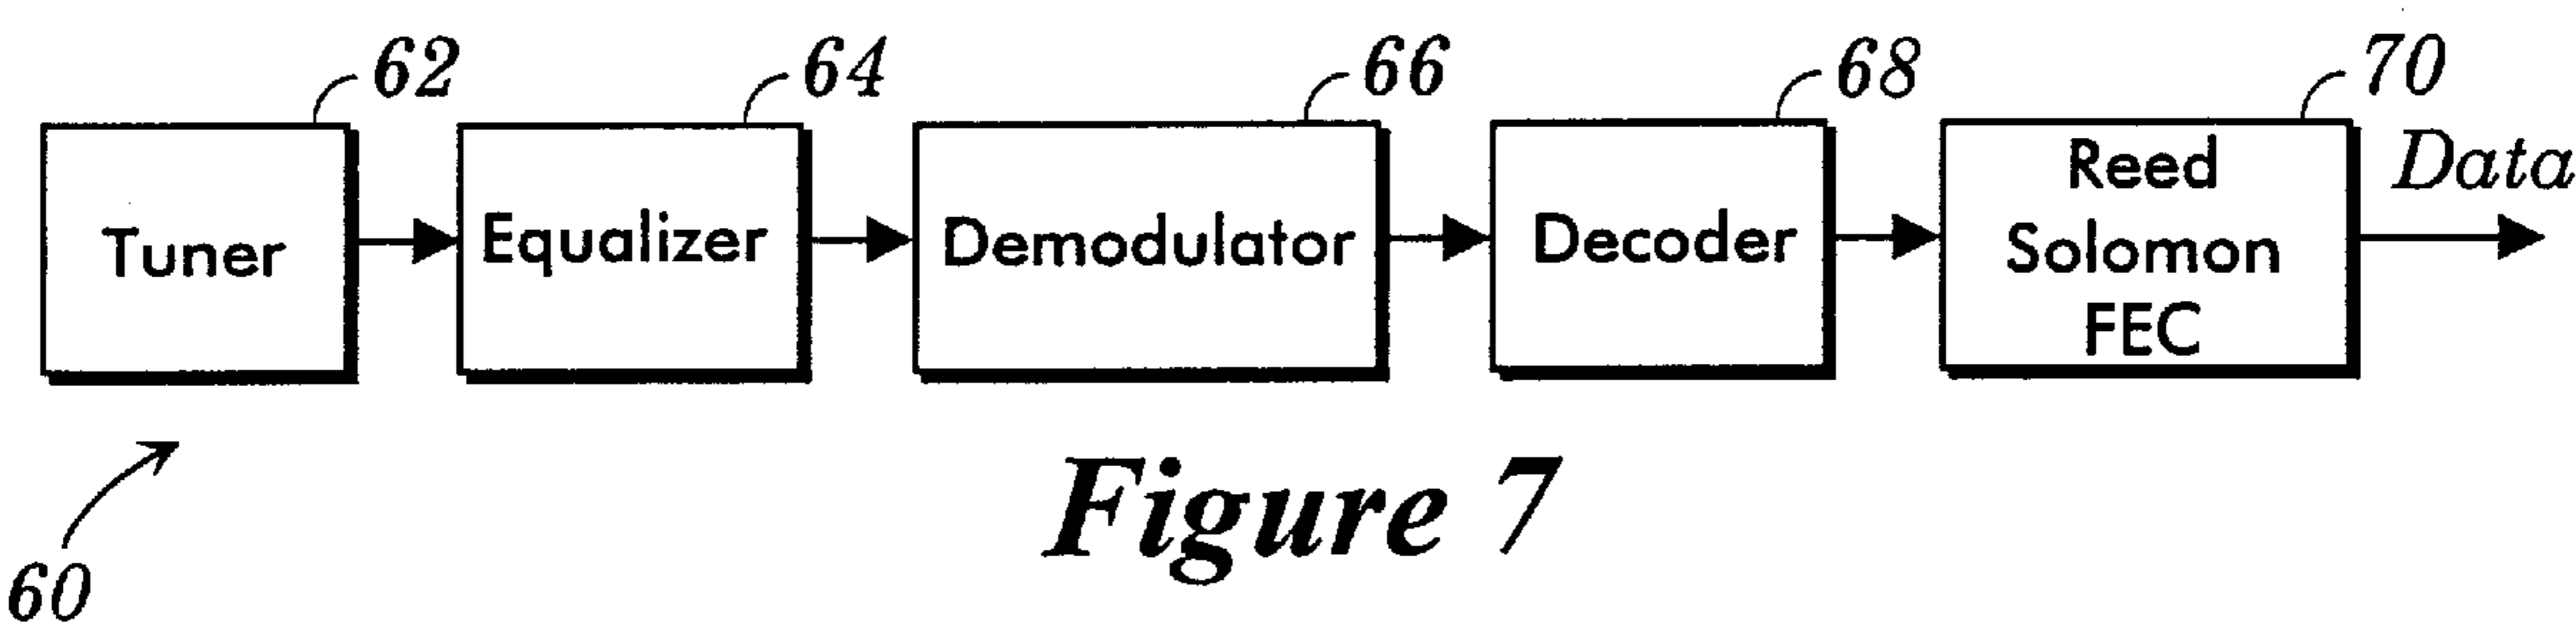 62
64
66
68
70
Tuner
Equalizer
Demodulator
Decoder
Reed
Solomon
FEC
Data
60
Figure 7